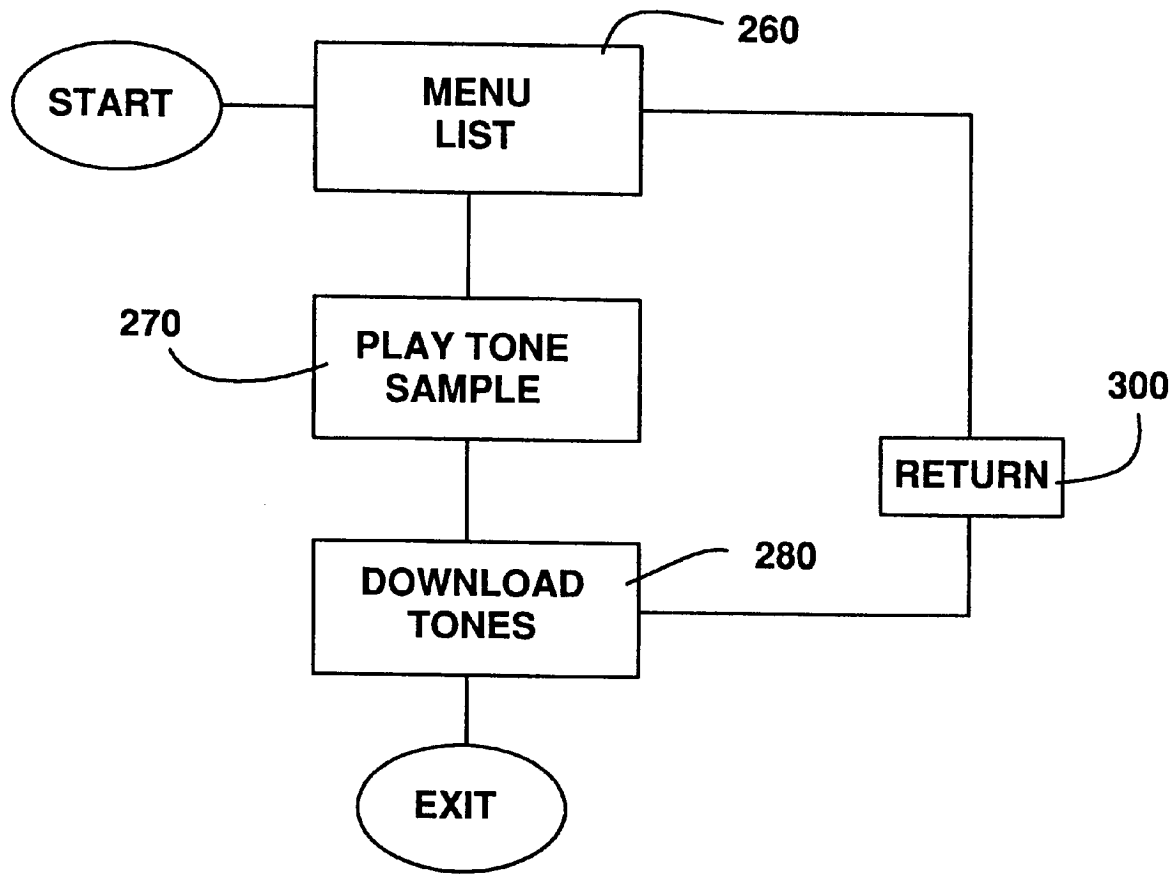 260
START
MENU
LIST
270
PLAY TONE
SAMPLE
300
RETURN
280
DOWNLOAD
TONES
EXIT